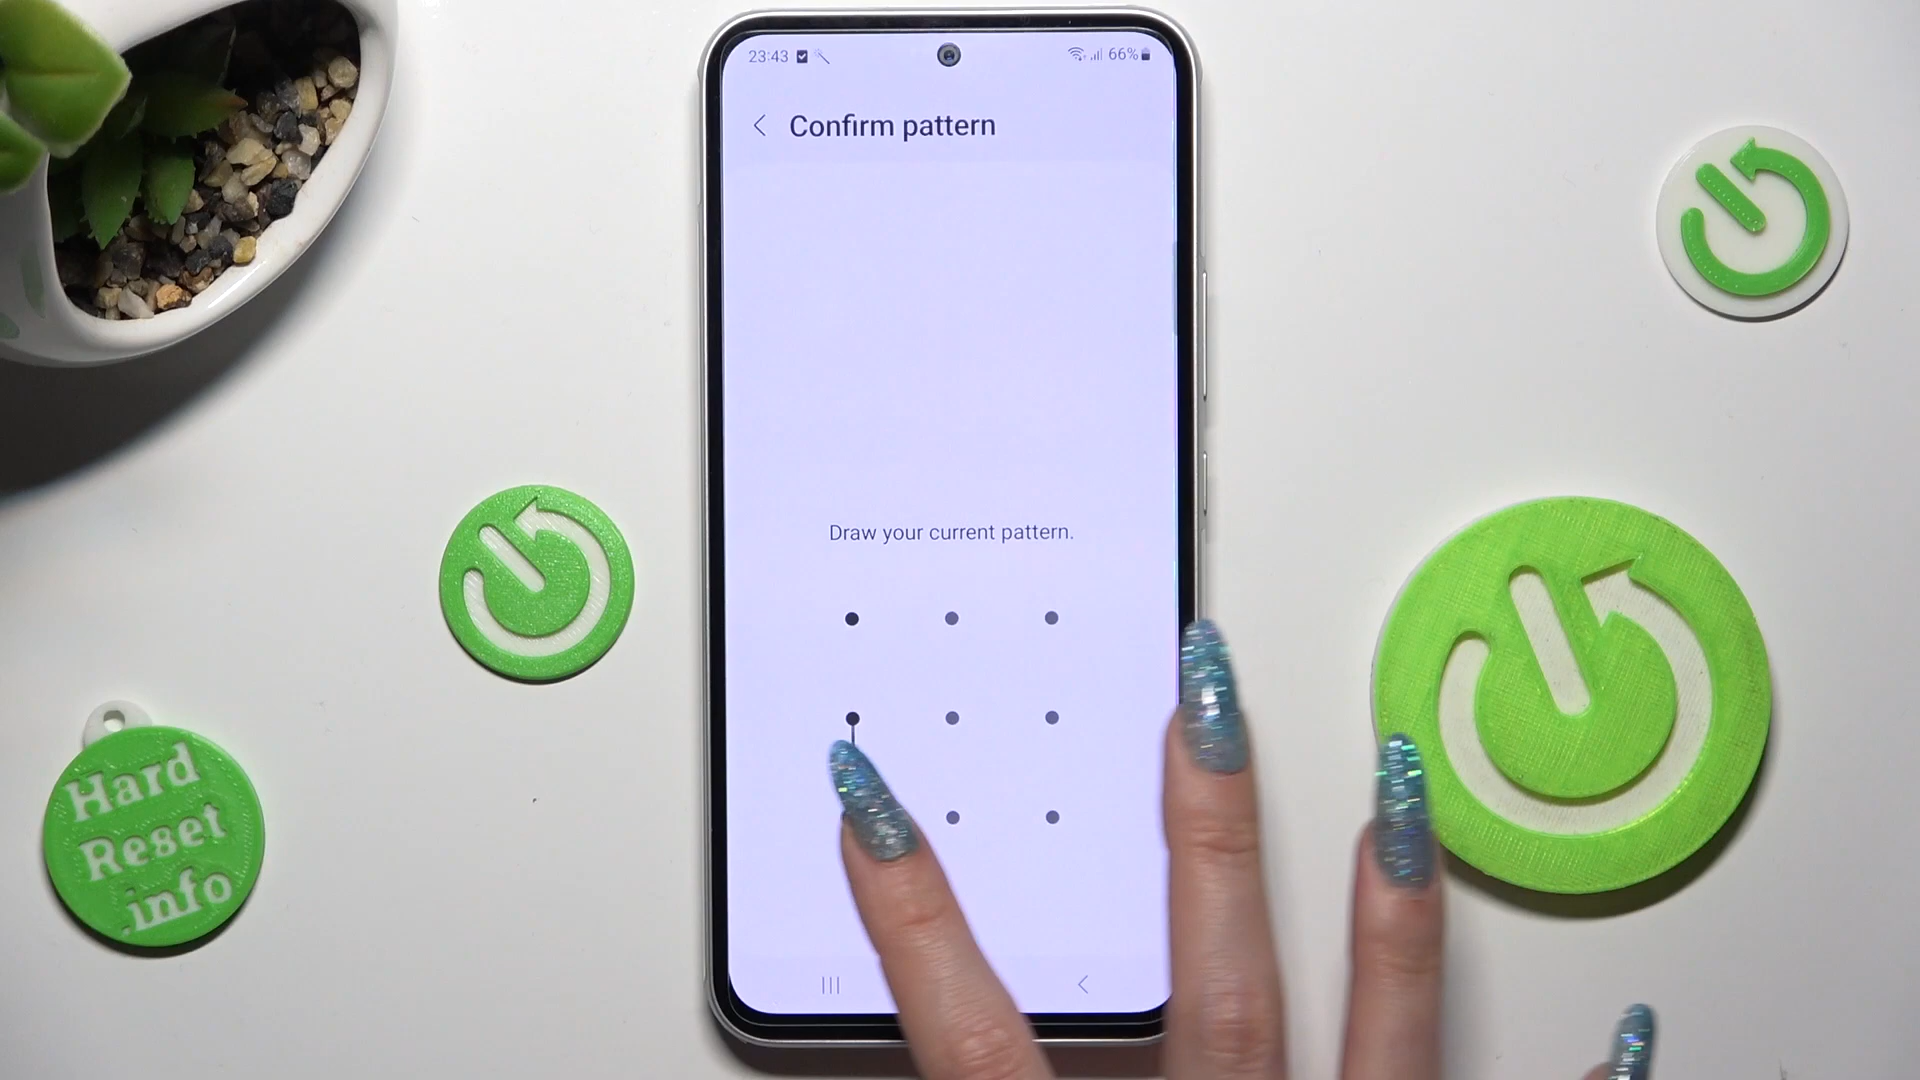 23:43
66%
Confirm pattern
Draw your current pattern.
Hard
Reset
.info